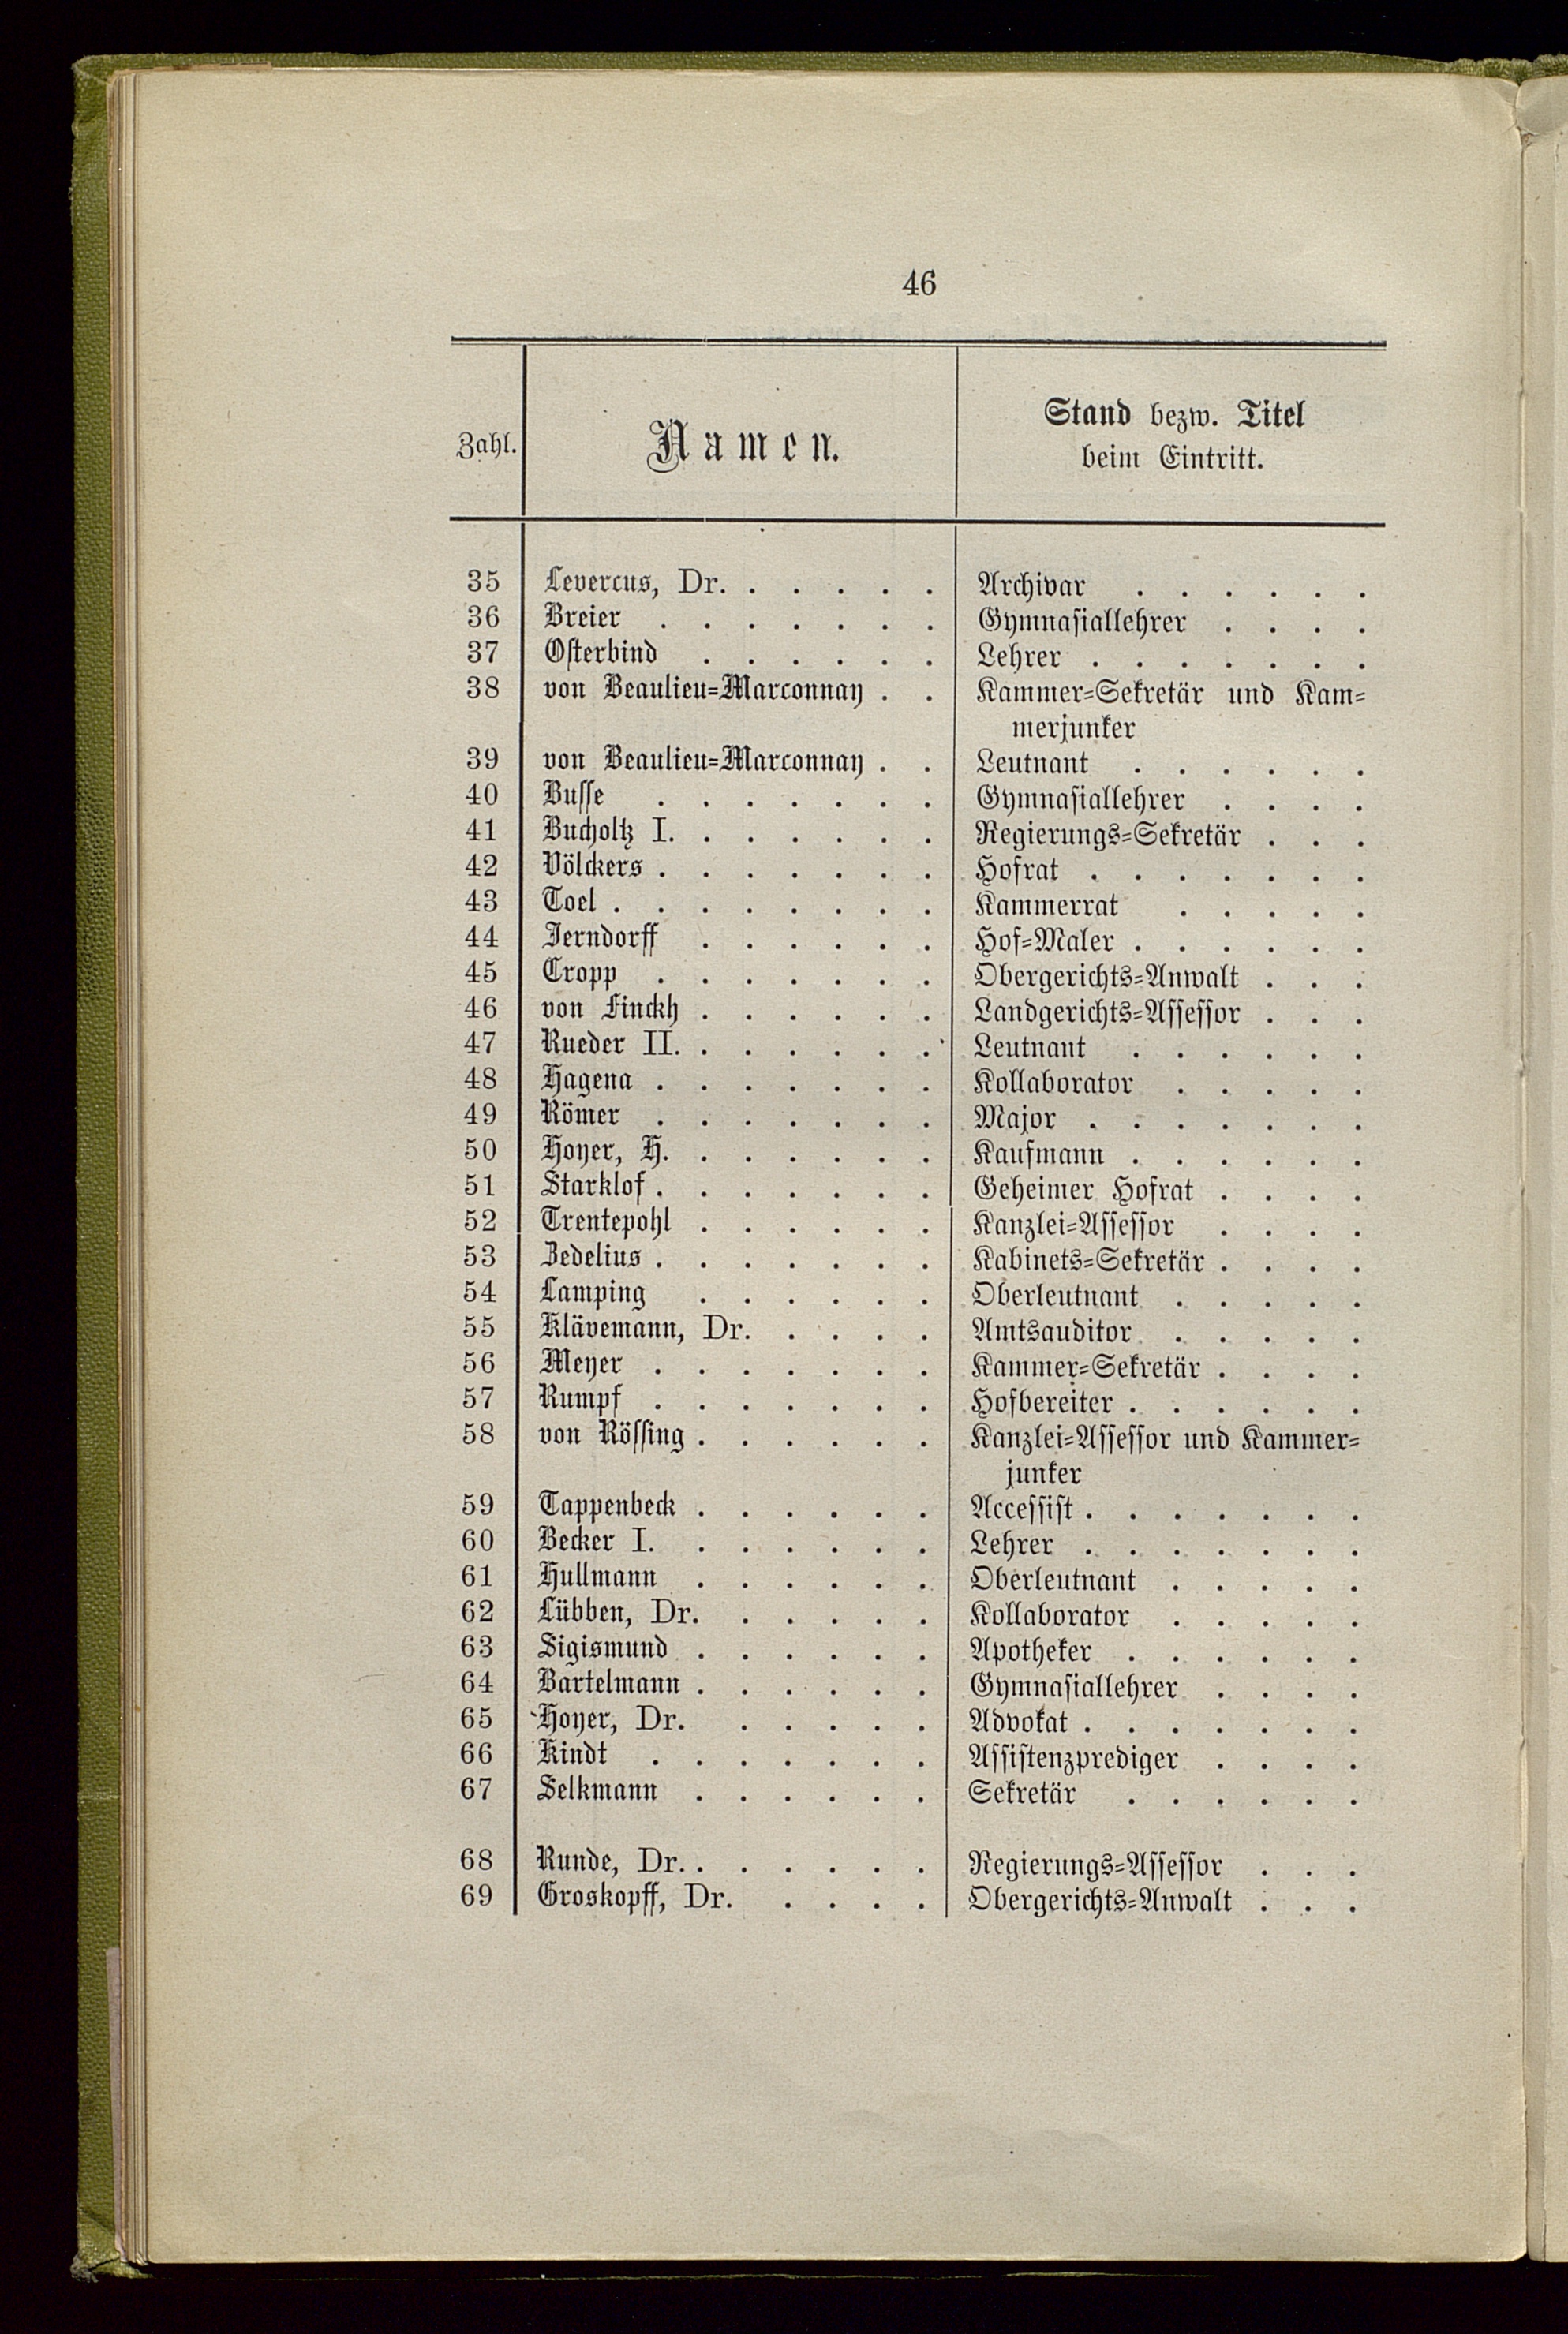 46
Zahl. Namen. Stand bezw. Titel
beim Eintritt.
35 Levercus, Dr. . . . . . Archivar . . . . . .
36 Breier . . . . . . . Gymnasiallehrer . . . .
37 Osterbind . . . . . . Lehrer . . . . . . .
38 von Beaulieu=Marconnay . . Kammer=Sekretär und Kam=
merjunker
39 von Beaulieu=Marconnay . . Leutnant . . . . . .
40 Busse . . . . . . . Gymnasiallehrer . . . .
41 Bucholtz I. . . . . . . Regierungs=Sekretär . . .
42 Völckers . . . . . . . Hofrat . . . . . . .
43 Toel . . . . . . . . Kammerrat . . . . .
44 Jerndorff . . . . . . Hof=Maler . . . . . .
45 Cropp . . . . . . . Obergerichts=Anwalt . . .
46 von Finckh . . . . . . Landgerichts=Assessor . . .
47 Rueder II. . . . . . . Leutnant . . . . . .
48 Hagena . . . . . . . Kollaborator . . . . .
49 Römer . . . . . . . Major . . . . . . .
50 Hoyer, H. . . . . . . Kaufmann . . . . . .
51 Starklof . . . . . . . Geheimer Hofrat . . . .
52 Trentepohl . . . . . . Kanzlei=Assessor . . . .
53 Zedelius . . . . . . . Kabinets=Sekretär . . . .
54 Lamping . . . . . . Oberleutnant . . . . .
55 Klävemann, Dr. . . . . Amtsauditor . . . . .
56 Meyer . . . . . . . Kammer=Sekretär . . . .
57 Rumpf . . . . . . . Hofbereiter . . . . . .
58 von Rössing . . . . . . Kanzlei=Assessor und Kammer=
junker
59 Tappenbeck . . . . . . Accessist . . . . . . .
60 Becker I. . . . . . . Lehrer . . . . . . .
61 Hullmann . . . . . . Oberleutnant . . . . .
62 Lübben, Dr. . . . . . Kollaborator . . . . .
63 Sigismund . . . . . . Apotheker . . . . . .
64 Bartelmann . . . . . . Gymnasiallehrer . . . .
65 Hoyer, Dr. . . . . . Advokat . . . . . . .
66 Kindt . . . . . . . Assistenzprediger . . . .
67 Selkmann . . . . . . Sekretär . . . . . .
68 Runde, Dr. . . . . . . Regierungs=Assessor . . .
69 Groskopff, Dr. . . . . Obergerichts=Anwalt . . .